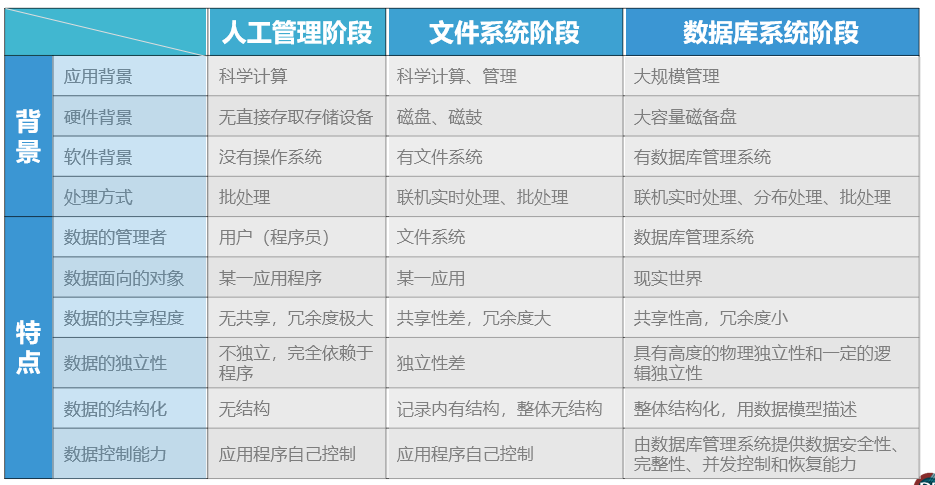 人工管理阶段 文件系统阶段 数据库系统阶段
背景
应用背景 科学计算 科学计算、管理 大规模管理
硬件背景 无直接存取存储设备 磁盘、磁鼓 大容量磁备盘
软件背景 没有操作系统 有文件系统 有数据库管理系统
处理方式 批处理 联机实时处理、批处理 联机实时处理、分布处理、批处理
特点
数据的管理者 用户（程序员） 文件系统 数据库管理系统
数据面向的对象 某一应用程序 某一应用 现实世界
数据的共享程度 无共享，冗余度极大 共享性差，冗余度大 共享性高，冗余度小
数据的独立性 不独立，完全依赖于
程序 独立性差 具有高度的物理独立性和一定的逻
辑独立性
数据的结构化 无结构 记录内有结构，整体无结构 整体结构化，用数据模型描述
数据控制能力 应用程序自己控制 应用程序自己控制 由数据库管理系统提供数据安全性、
完整性、并发控制和恢复能力